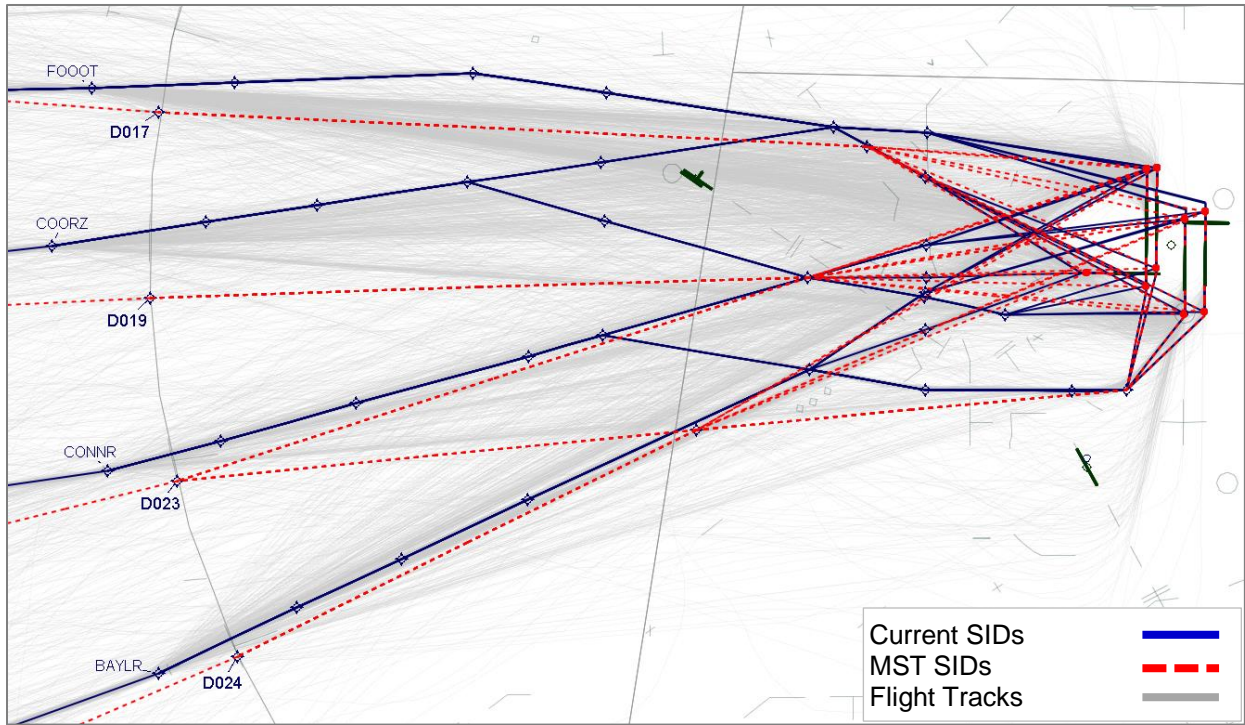 FOOOT
D017
COORZ
D019
CONNR
D023
BAYLR
D024
Current SIDs
MST SIDs
Flight Tracks